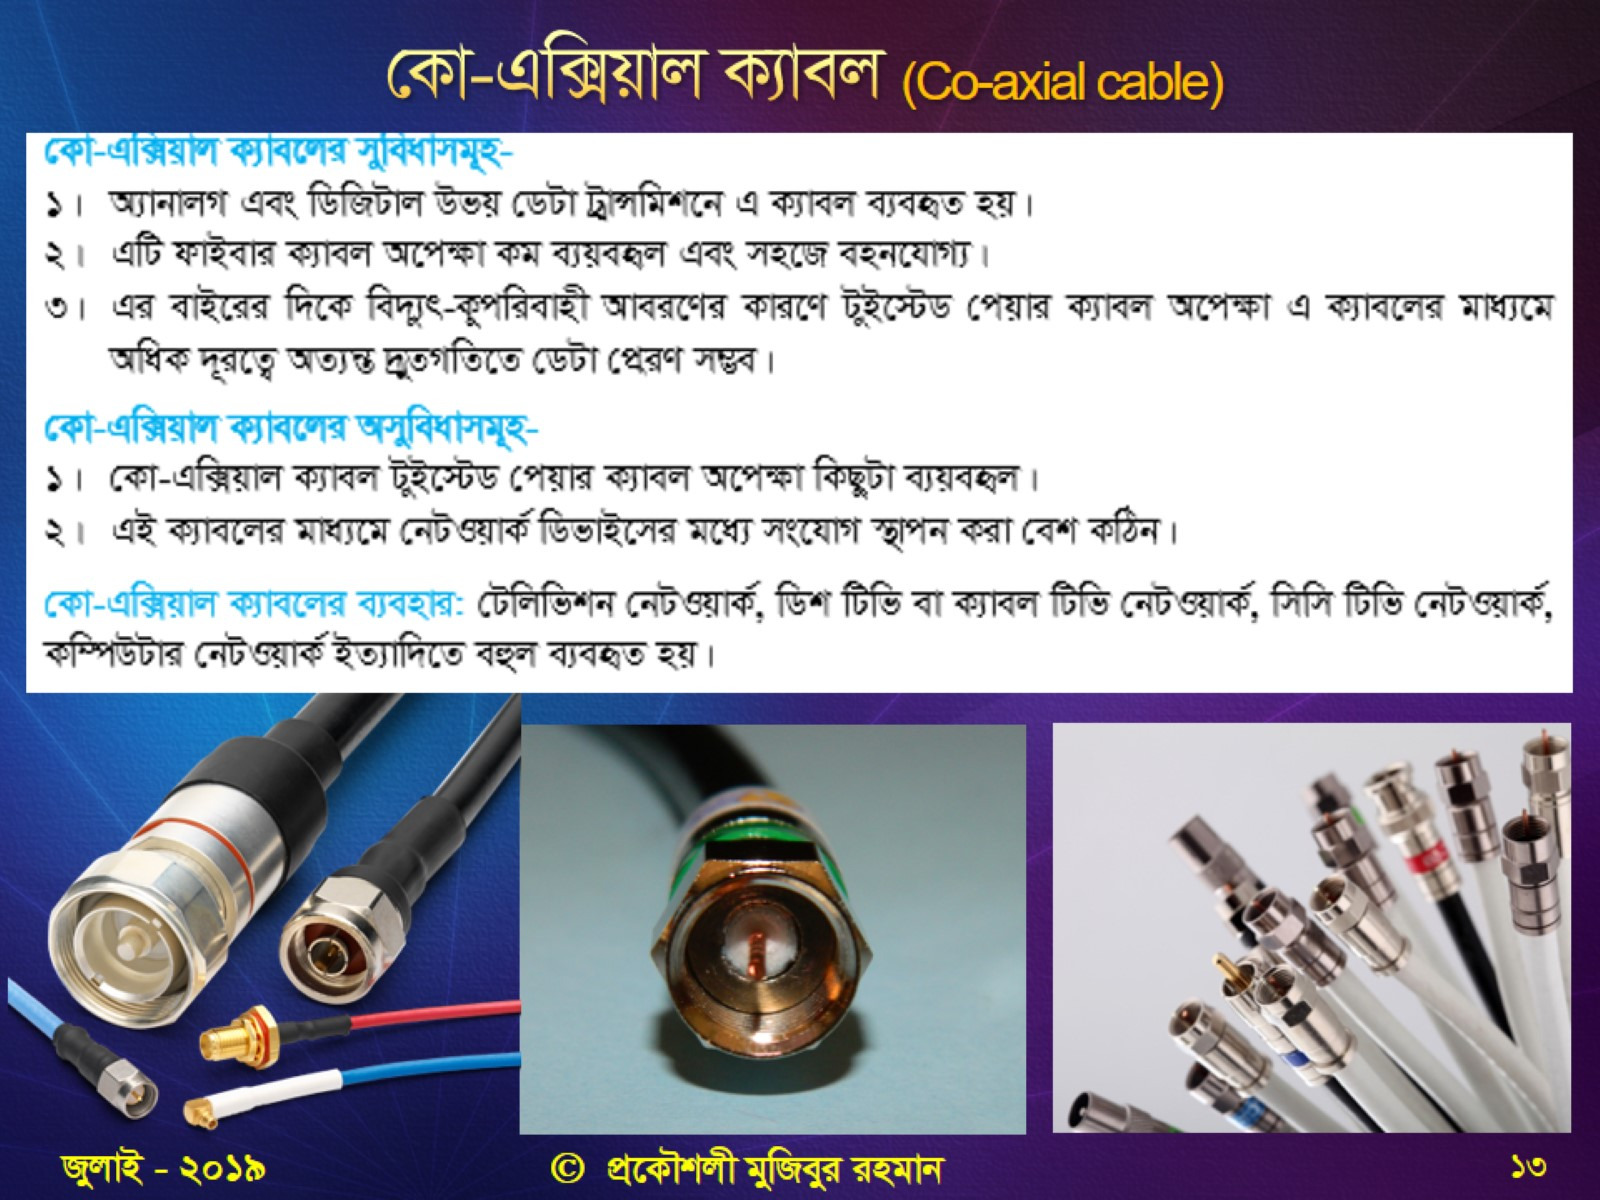 কো-এক্সিয়াল ক্যাবল (Co-axial cable)
কো-এক্সিয়াল ক্যাবলের সুবিধাসমূহ-
১। অ্যানালগ এবং ডিজিটাল উভয় ডেটা ট্রান্সমিশনে এ ক্যাবল ব্যবহৃত হয়।
২। এটি ফাইবার ক্যাবল অপেক্ষা কম ব্যয়বহুল এবং সহজে বহনযোগ্য।
৩। এর বাইরের দিকে বিদ্যুৎ-কুপরিবাহী আবরণের কারণে টুইস্টেড পেয়ার ক্যাবল অপেক্ষা এ ক্যাবলের মাধ্যমে
অধিক দূরত্বে অত্যন্ত দ্রুতগতিতে ডেটা প্রেরণ সম্ভব।
কো-এক্সিয়াল ক্যাবলের অসুবিধাসমূহ-
১। কো-এক্সিয়াল ক্যাবল টুইস্টেড পেয়ার ক্যাবল অপেক্ষা কিছুটা ব্যয়বহুল।
২। এই ক্যাবলের মাধ্যমে নেটওয়ার্ক ডিভাইসের মধ্যে সংযোগ স্থাপন করা বেশ কঠিন।
কো-এক্সিয়াল ক্যাবলের ব্যবহার: টেলিভিশন নেটওয়ার্ক, ডিশ টিভি বা ক্যাবল টিভি নেটওয়ার্ক, সিসি টিভি নেটওয়ার্ক,
কম্পিউটার নেটওয়ার্ক ইত্যাদিতে বহুল ব্যবহৃত হয়।
জুলাই - ২০১৯ © প্রকৌশলী মুজিবুর রহমান ১৩